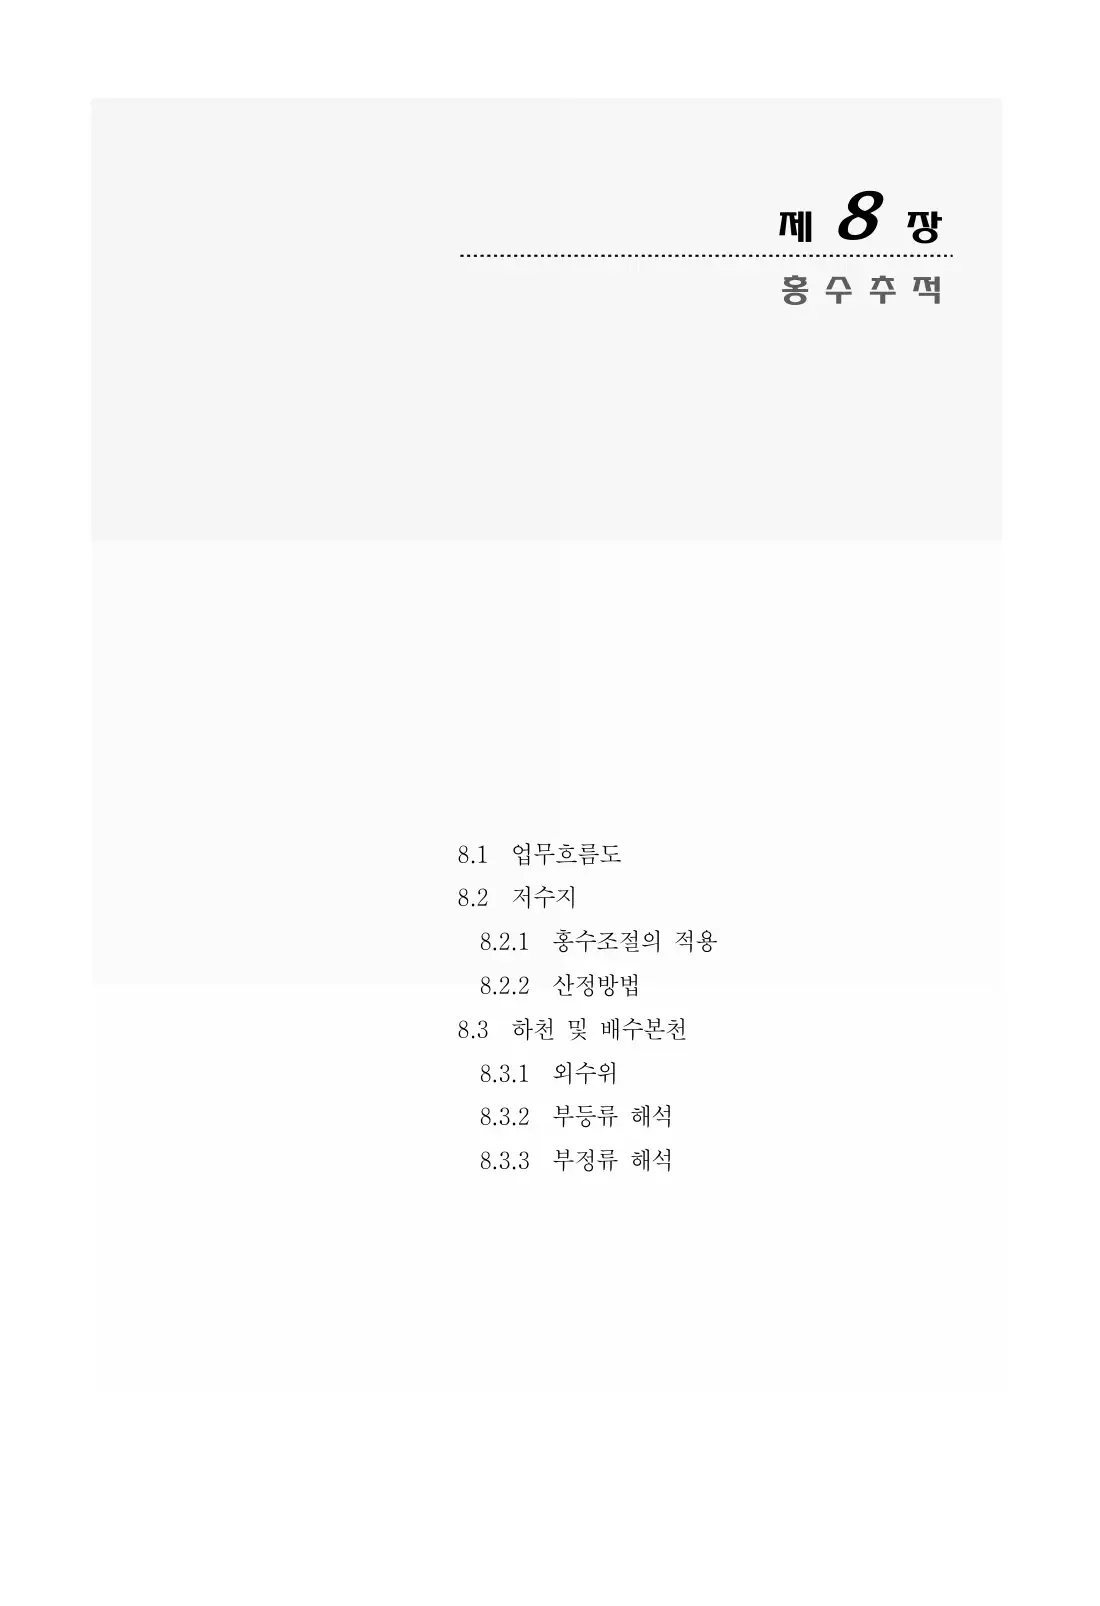 제 8 장
홍수추적
8.1 업무흐름도
8.2 저수지
8.2.1 홍수조절의 적용
8.2.2 산정방법
8.3 하천 및 배수본천
8.3.1 외수위
8.3.2 부등류 해석
8.3.3 부정류 해석